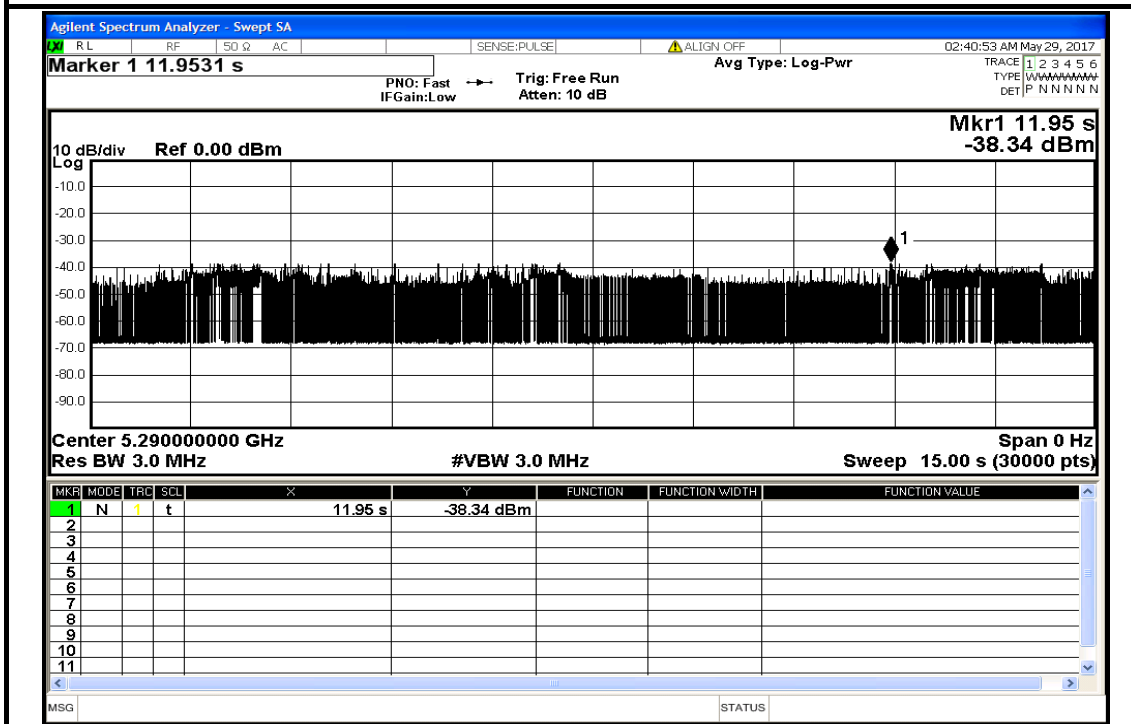 Agilent Spectrum Analyzer - Swept SA
LXI RL RF 50 Ω AC SENSE:PULSE ALIGN OFF 02:40:53 AM May 29, 2017
Marker 1 11.9531 s
PNO: Fast Trig: Free Run Avg Type: Log-Pwr TRACE 1 2 3 4 5 6
IFGain:Low Atten: 10 dB TYPE WWWWWW
DET P N N N N N
Mkr1 11.95 s
10 dB/div Ref 0.00 dBm -38.34 dBm
Log
-10.0
-20.0
-30.0
1
-40.0
-50.0
-60.0
-70.0
-80.0
-90.0
Center 5.290000000 GHz Span 0 Hz
Res BW 3.0 MHz #VBW 3.0 MHz Sweep 15.00 s (30000 pts)
MKR MODE TRC SCL X Y FUNCTION FUNCTION WIDTH FUNCTION VALUE
1 N 1 t 11.95 s -38.34 dBm
2
3
4
5
6
7
8
9
10
11
MSG STATUS